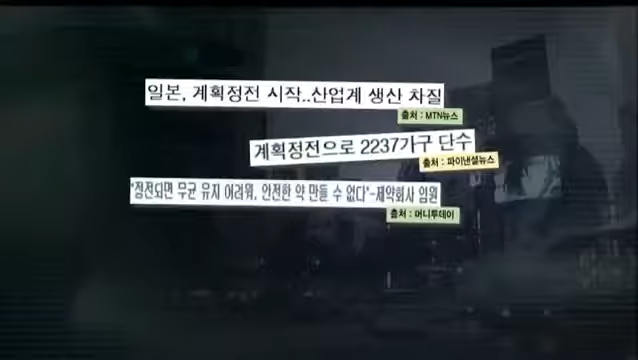 일본, 계획정전 시작..산업계 생산 차질
출처 : MTN뉴스
계획정전으로 2237가구 단수
출처 : 파이낸셜뉴스
"정전되면 무균 유지 어려워, 안전한 약 만들 수 없다"-제약회사 임원
출처 : 머니투데이